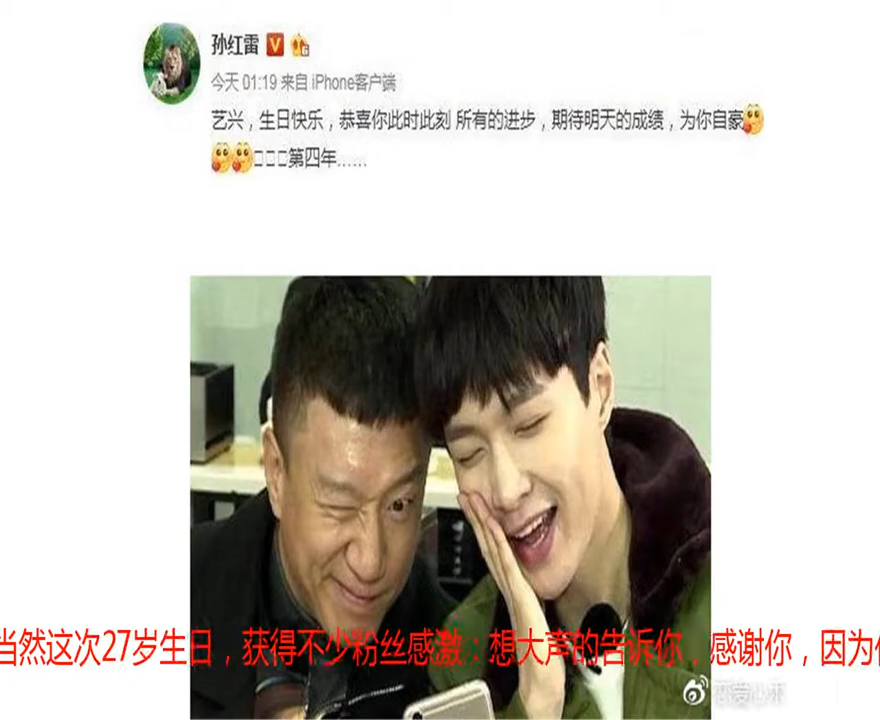 孙红雷
今天 01:19 来自 iPhone客户端
艺兴，生日快乐，恭喜你此时此刻 所有的进步，期待明天的成绩，为你自豪
第四年……
当然这次27岁生日，获得不少粉丝感激：想大声的告诉你，感谢你，因为
恋爱心术